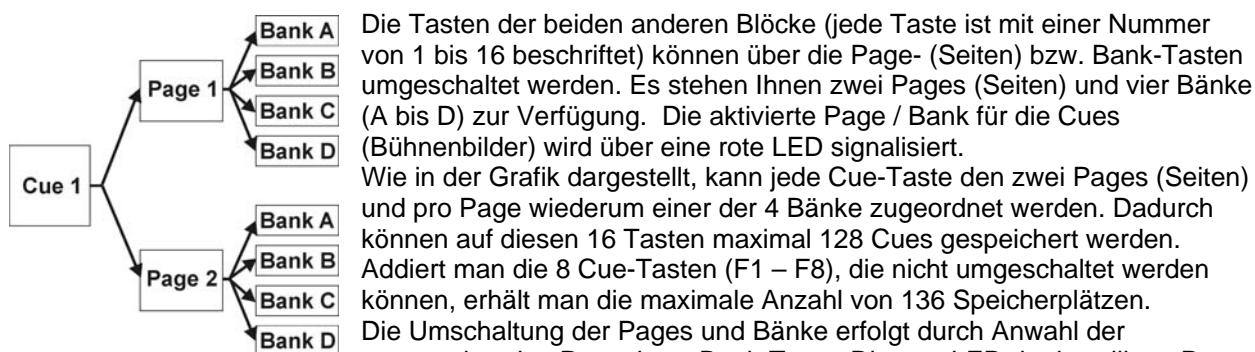 Die Tasten der beiden anderen Blöcke (jede Taste ist mit einer Nummer
von 1 bis 16 beschriftet) können über die Page- (Seiten) bzw. Bank-Tasten
umgeschaltet werden. Es stehen Ihnen zwei Pages (Seiten) und vier Bänke
(A bis D) zur Verfügung. Die aktivierte Page / Bank für die Cues
(Bühnenbilder) wird über eine rote LED signalisiert.
Wie in der Grafik dargestellt, kann jede Cue-Taste den zwei Pages (Seiten)
und pro Page wiederum einer der 4 Bänke zugeordnet werden. Dadurch
können auf diesen 16 Tasten maximal 128 Cues gespeichert werden.
Addiert man die 8 Cue-Tasten (F1 – F8), die nicht umgeschaltet werden
können, erhält man die maximale Anzahl von 136 Speicherplätzen.
Die Umschaltung der Pages und Bänke erfolgt durch Anwahl der
Cue 1
Page 1
Bank A
Bank B
Bank C
Bank D
Page 2
Bank A
Bank B
Bank C
Bank D